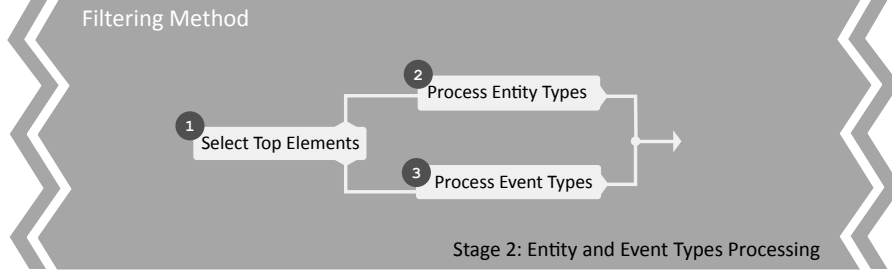 Filtering Method
2
Process Entity Types
1
Select Top Elements
3
Process Event Types
Stage 2: Entity and Event Types Processing